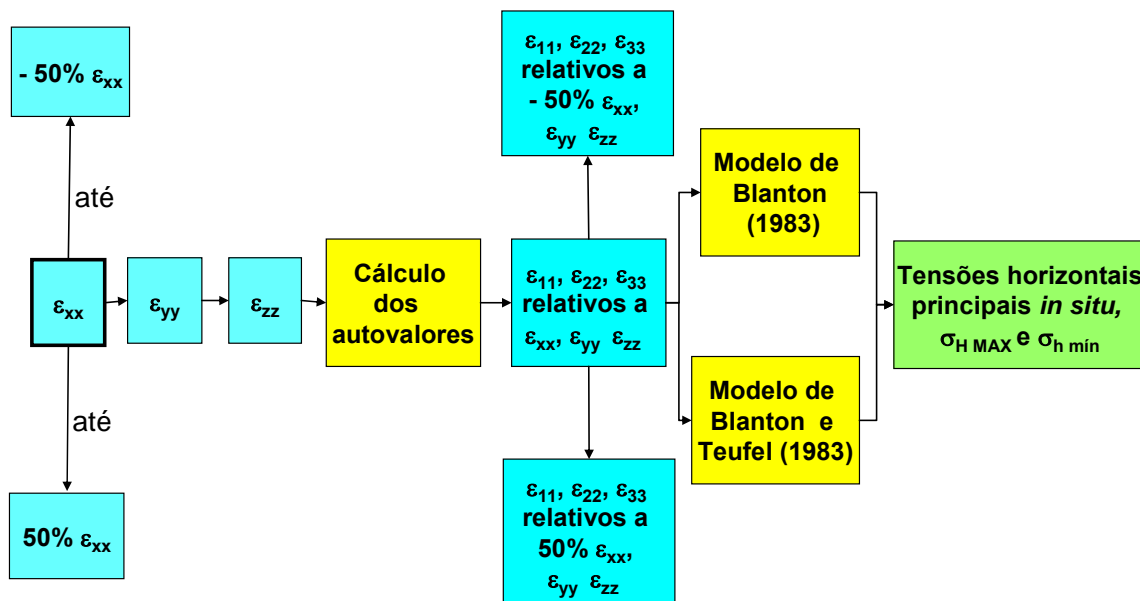 - 50% εxx
até
εxx
até
50% εxx
εyy
εzz
Cálculo
dos
autovalores
ε11, ε22, ε33
relativos a
- 50% εxx,
εyy εzz
ε11, ε22, ε33
relativos a
εxx, εyy εzz
ε11, ε22, ε33
relativos a
50% εxx,
εyy εzz
Modelo de
Blanton
(1983)
Modelo de
Blanton e
Teufel (1983)
Tensões horizontais
principais in situ,
σH MAX e σh mín